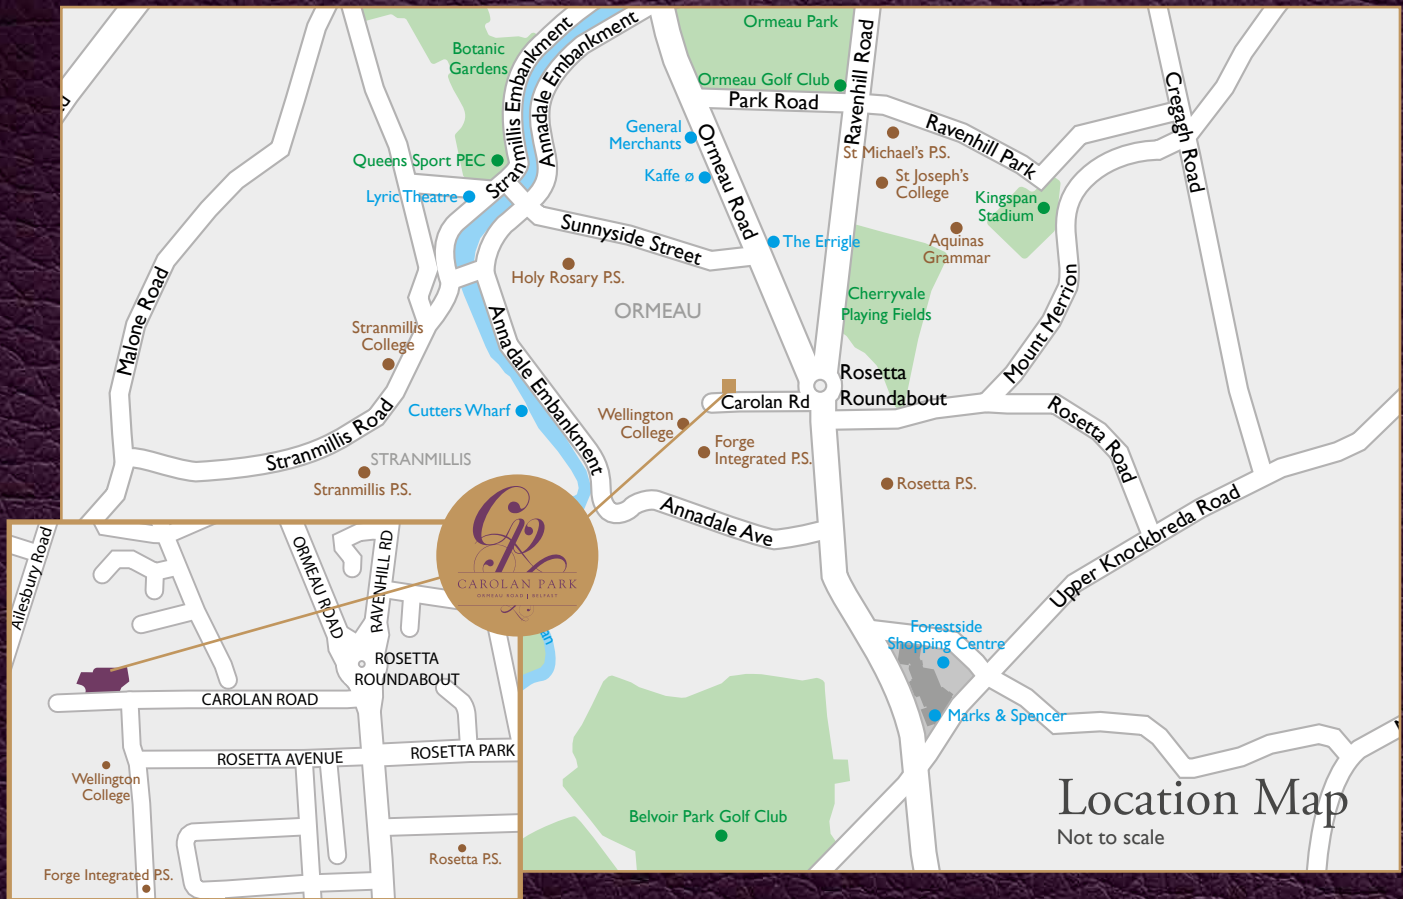 Ormeau Park
Botanic
Gardens
Stranmillis Embankment
Annadale Embankment
Ormeau Golf Club
Park Road
Ravenhill Road
Cregagh Road
Ravenhill Park
General
Merchants
Ormeau Road
St Michael's P.S.
Queens Sport PEC
Kaffe ø
St Joseph's
College
Lyric Theatre
Kingspan
Stadium
Sunnyside Street
The Errigle
Aquinas
Grammar
Holy Rosary P.S.
Malone Road
ORMEAU
Cherryvale
Playing Fields
Mount Merrion
Stranmillis
College
Annadale Embankment
Rosetta
Roundabout
Carolan Rd
Cutters Wharf
Wellington
College
Rosetta Road
Stranmillis Road
Forge
Integrated P.S.
STRANMILLIS
Stranmillis P.S.
Rosetta P.S.
Annadale Ave
Upper Knockbreda Road
CR
CAROLAN PARK
ORMEAU ROAD | BELFAST
Ailesbury Road
ORMEAU ROAD
RAVENHILL RD
ROSETTA
ROUNDABOUT
CAROLAN ROAD
ROSETTA AVENUE
ROSETTA PARK
Wellington
College
Rosetta P.S.
Forge Integrated P.S.
Forestside
Shopping Centre
Marks & Spencer
Belvoir Park Golf Club
Location Map
Not to scale